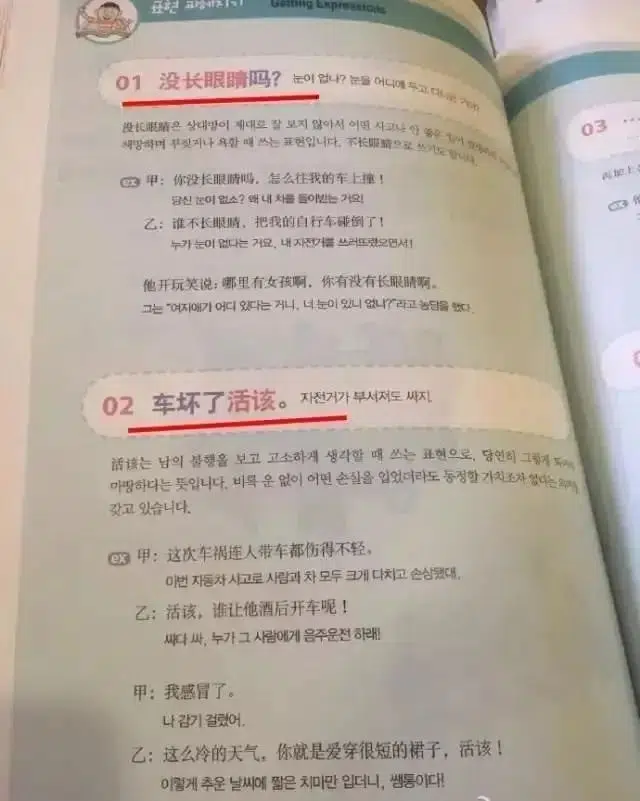 표현 파헤치기
Getting Expressions
01 没长眼睛吗? 눈이 없나? 눈을 어디에 두고 다니는 거야?
没长眼睛은 상대방이 제대로 잘 보지 않아서 어떤 사고나 안 좋은 일이
책망하며 꾸짖거나 욕할 때 쓰는 표현입니다. 不长眼睛으로 쓰기도 합니다.
ex 甲: 你没长眼睛吗, 怎么往我的车上撞!
당신 눈이 없소? 왜 내 차를 들이받는 거요!
乙: 谁不长眼睛, 把我的自行车碰倒了!
누가 눈이 없다는 거요, 내 자전거를 쓰러뜨렸으면서!
他开玩笑说: 哪里有女孩啊, 你有没有长眼睛啊。
그는 “여자애가 어디 있다는 거니, 너 눈이 있니 없니?”라고 농담을 했다.
02 车坏了活该。 자전거가 부서져도 싸지.
活该는 남의 불행을 보고 고소하게 생각할 때 쓰는 표현으로, 당연히 그렇게
마땅하다는 뜻입니다. 비록 운 없이 어떤 손실을 입었더라도 동정할 가치조차 없다는
갖고 있습니다.
ex 甲: 这次车祸连人带车都伤得不轻。
이번 자동차 사고로 사람과 차 모두 크게 다치고 손상됐대.
乙: 活该, 谁让他酒后开车呢!
싸다 싸, 누가 그 사람에게 음주운전 하래!
甲: 我感冒了。
나 감기 걸렸어.
乙: 这么冷的天气。你就是爱穿很短的裙子, 活该!
이렇게 추운 날씨에 짧은 치마만 입더니, 쌤통이다!
03 …
再加上
ex